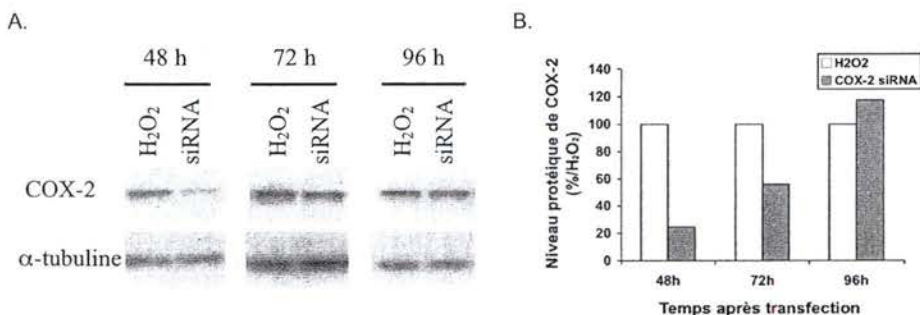 A.
48 h
72 h
96 h
H₂O₂
siRNA
H₂O₂
siRNA
H₂O₂
siRNA
COX-2
α-tubuline
B.
H2O2
COX-2 siRNA
Niveau protéique de COX-2
(%/H₂O₂)
140
120
100
80
60
40
20
0
48h
72h
96h
Temps après transfection